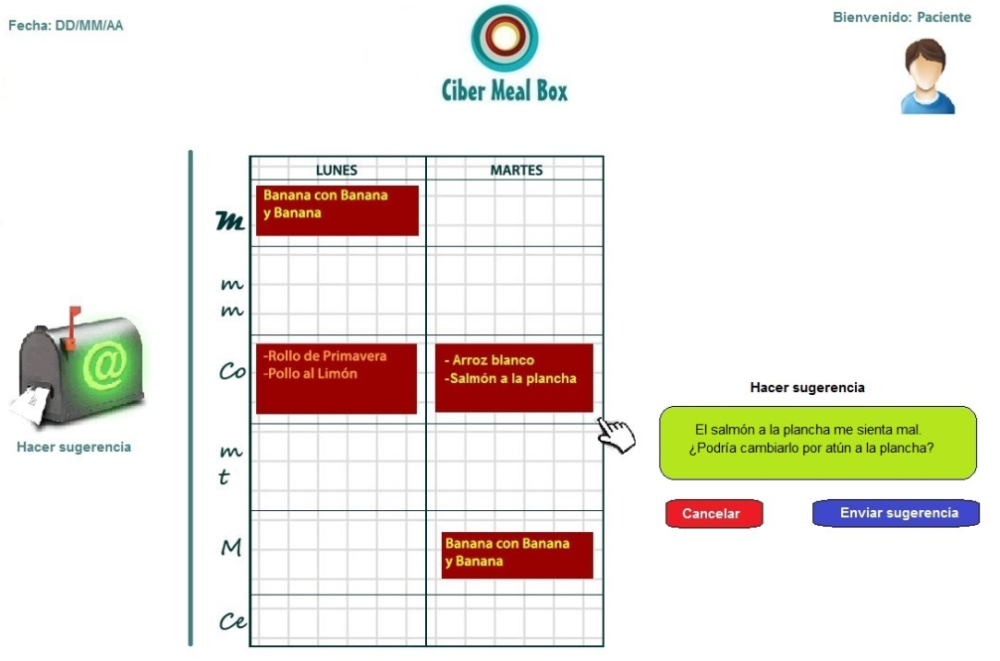 Fecha: DD/MM/AA
Bienvenido: Paciente
Ciber Meal Box
LUNES
MARTES
m
Banana con Banana
y Banana
m
m
Co
-Rollo de Primavera
-Pollo al Limón
- Arroz blanco
-Salmón a la plancha
@
Hacer sugerencia
Hacer sugerencia
El salmón a la plancha me sienta mal.
¿Podría cambiarlo por atún a la plancha?
Cancelar
Enviar sugerencia
m
t
M
Banana con Banana
y Banana
Ce